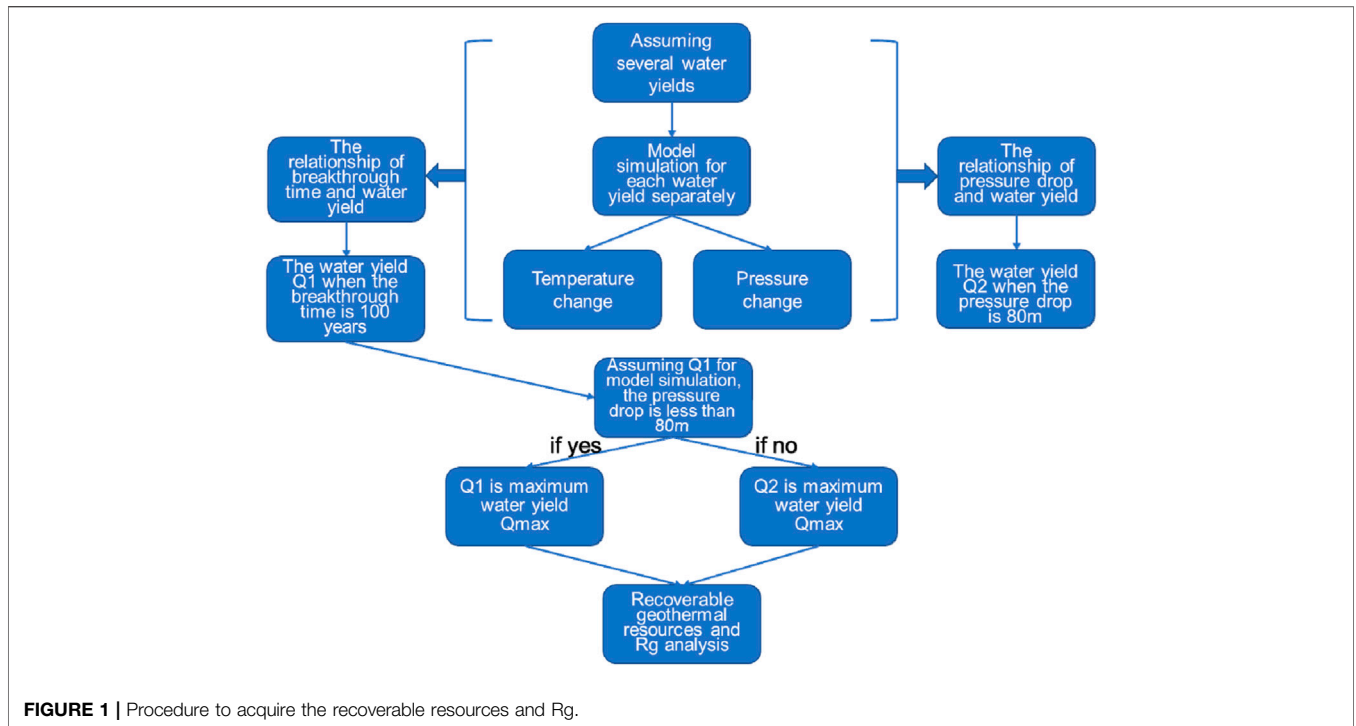 Assuming
several water
yields
The
relationship of
breakthrough
time and water
yield
Model
simulation for
each water
yield separately
The
relationship of
pressure drop
and water yield
The water yield
Q1 when the
breakthrough
time is 100
years
Temperature
change
Pressure
change
The water yield
Q2 when the
pressure drop
is 80m
Assuming Q1 for
model simulation,
the pressure
drop is less than
80m
if yes
if no
Q1 is maximum
water yield
Qmax
Q2 is maximum
water yield
Qmax
Recoverable
geothermal
resources and
Rg analysis
FIGURE 1 | Procedure to acquire the recoverable resources and Rg.